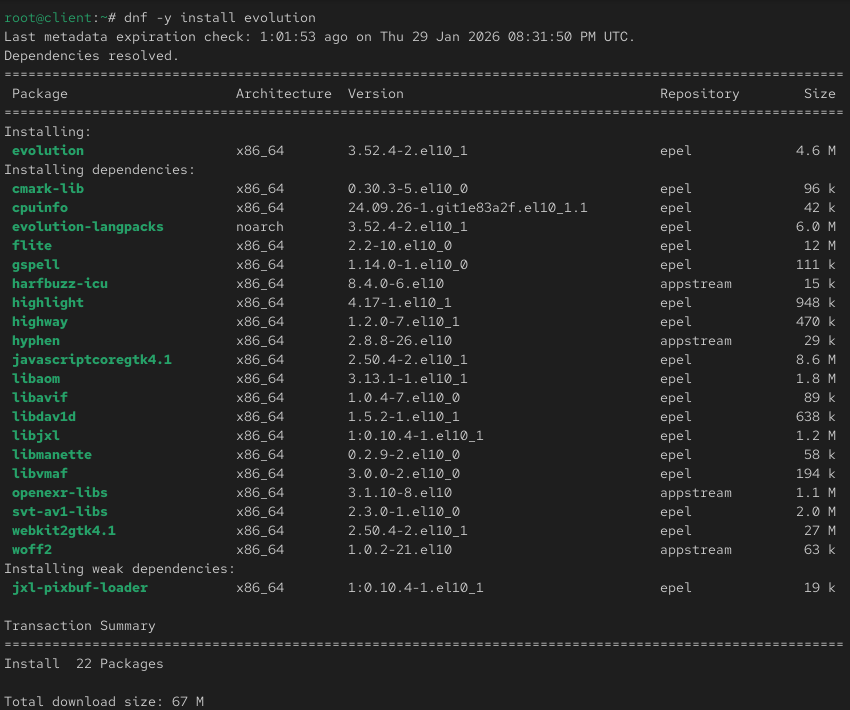 root@client:~# dnf -y install evolution
Last metadata expiration check: 1:01:53 ago on Thu 29 Jan 2026 08:31:50 PM UTC.
Dependencies resolved.
=========================================================================================================
 Package                    Architecture  Version                                Repository        Size
=========================================================================================================
Installing:
 evolution                  x86_64        3.52.4-2.el10_1                        epel             4.6 M
Installing dependencies:
 cmark-lib                  x86_64        0.30.3-5.el10_0                        epel              96 k
 cpuinfo                    x86_64        24.09.26-1.git1e83a2f.el10_1.1         epel              42 k
 evolution-langpacks        noarch        3.52.4-2.el10_1                        epel             6.0 M
 flite                      x86_64        2.2-10.el10_0                          epel              12 M
 gspell                     x86_64        1.14.0-1.el10_0                        epel             111 k
 harfbuzz-icu               x86_64        8.4.0-6.el10                           appstream         15 k
 highlight                  x86_64        4.17-1.el10_1                          epel             948 k
 highway                    x86_64        1.2.0-7.el10_1                         epel             470 k
 hyphen                     x86_64        2.8.8-26.el10                          appstream         29 k
 javascriptcoregtk4.1       x86_64        2.50.4-2.el10_1                        epel             8.6 M
 libaom                     x86_64        3.13.1-1.el10_1                        epel             1.8 M
 libavif                    x86_64        1.0.4-7.el10_0                         epel              89 k
 libdav1d                   x86_64        1.5.2-1.el10_1                         epel             638 k
 libjxl                     x86_64        1:0.10.4-1.el10_1                      epel             1.2 M
 libmanette                 x86_64        0.2.9-2.el10_0                         epel              58 k
 libvmaf                    x86_64        3.0.0-2.el10_0                         epel             194 k
 openexr-libs               x86_64        3.1.10-8.el10                          appstream        1.1 M
 svt-av1-libs               x86_64        2.3.0-1.el10_0                         epel             2.0 M
 webkit2gtk4.1              x86_64        2.50.4-2.el10_1                        epel              27 M
 woff2                      x86_64        1.0.2-21.el10                          appstream         63 k
Installing weak dependencies:
 jxl-pixbuf-loader          x86_64        1:0.10.4-1.el10_1                      epel              19 k

Transaction Summary
=========================================================================================================
Install  22 Packages

Total download size: 67 M